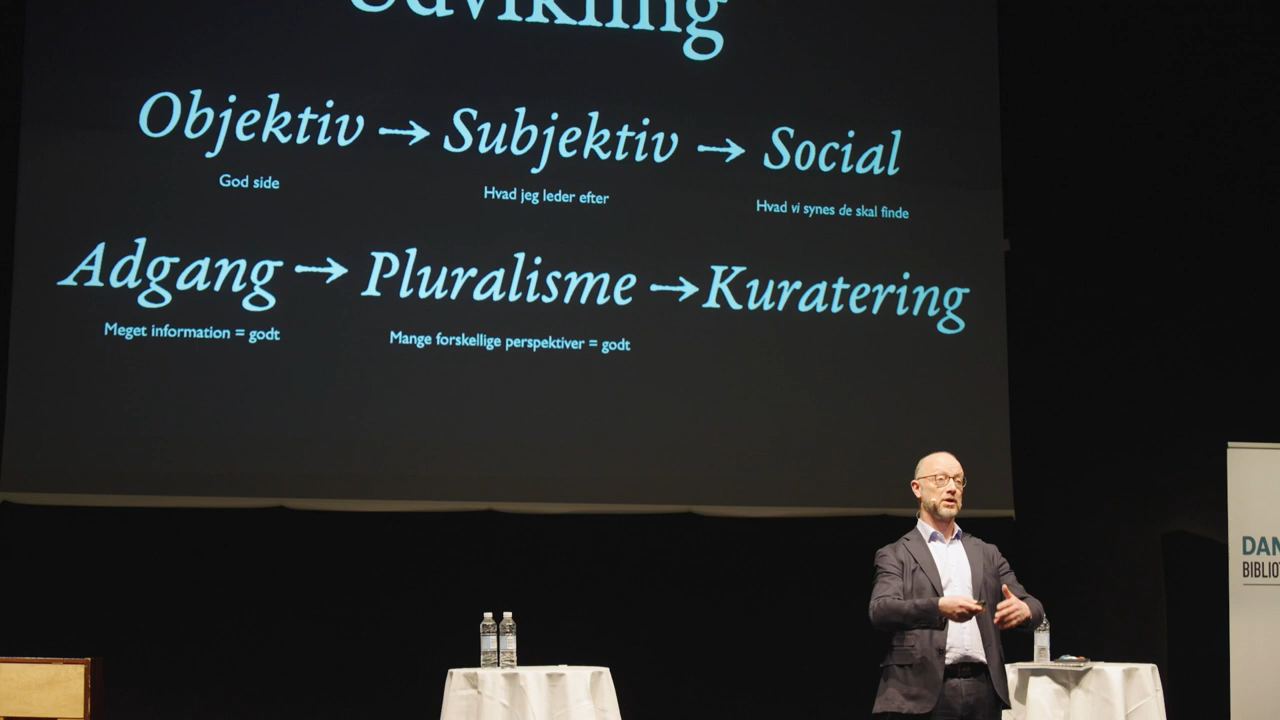 Udvikling
Objektiv → Subjektiv → Social
God side
Hvad jeg leder efter
Hvad vi synes de skal finde
Adgang → Pluralisme → Kuratering
Meget information = godt
Mange forskellige perspektiver = godt
DAN
BIBLIO